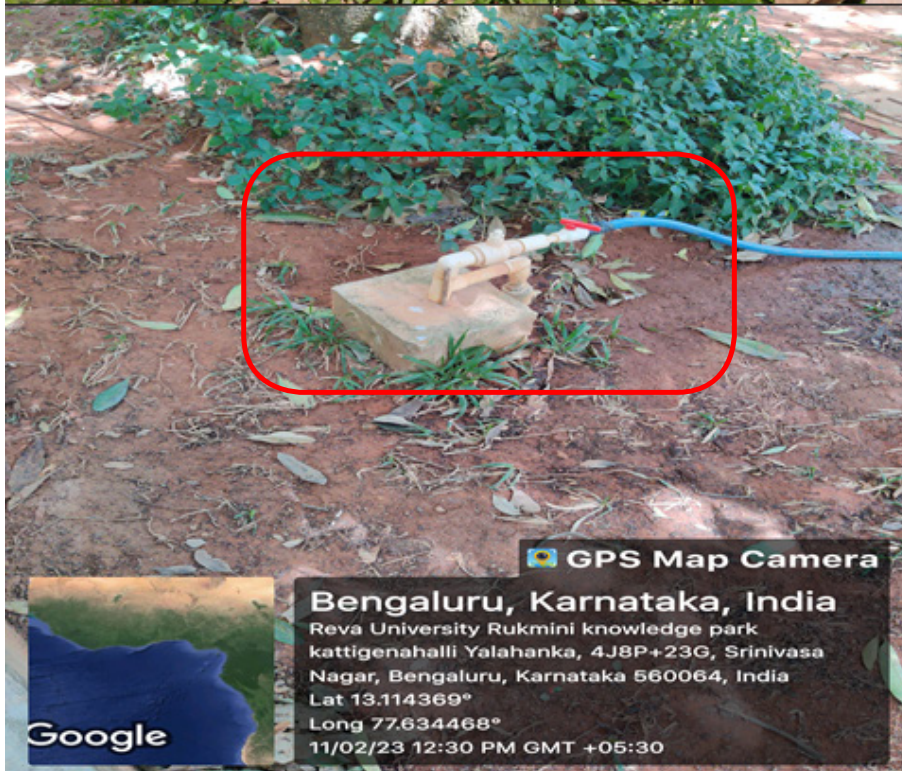 GPS Map Camera
Bengaluru, Karnataka, India
Reva University Rukmini knowledge park
kattigenahalli Yalahanka, 4J8P+23G, Srinivasa
Nagar, Bengaluru, Karnataka 560064, India
Lat 13.114369°
Long 77.634468°
11/02/23 12:30 PM GMT +05:30
Google